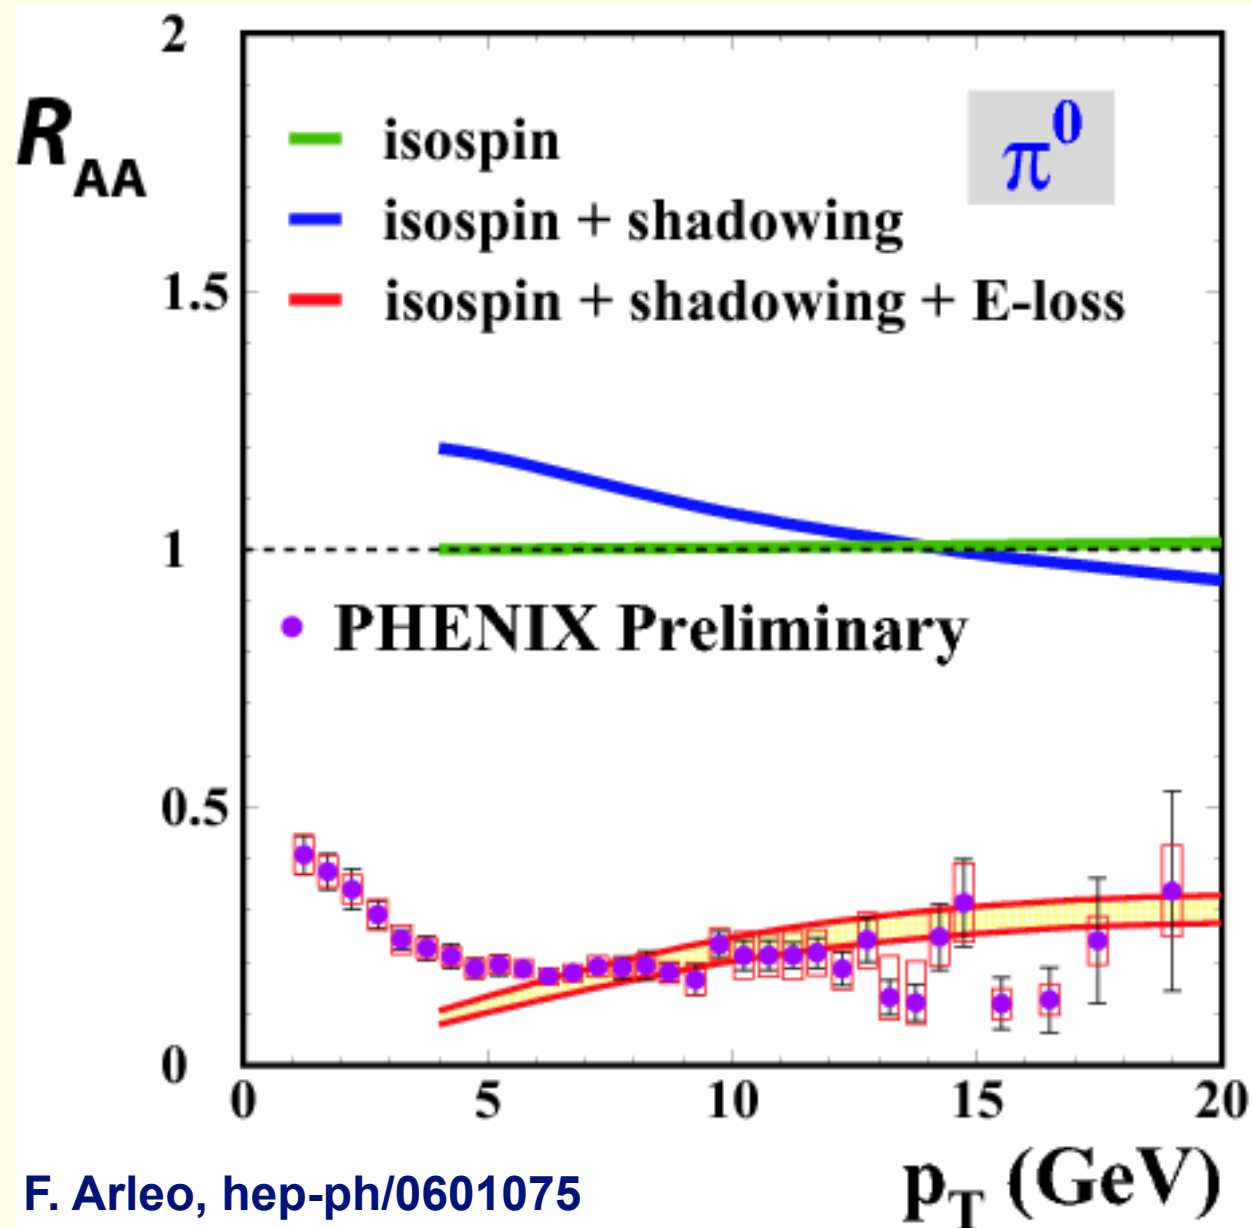 2
R_AA
π⁰
isospin
isospin + shadowing
1.5
isospin + shadowing + E-loss
1
PHENIX Preliminary
0.5
0
0 5 10 15 20
F. Arleo, hep-ph/0601075
p_T (GeV)